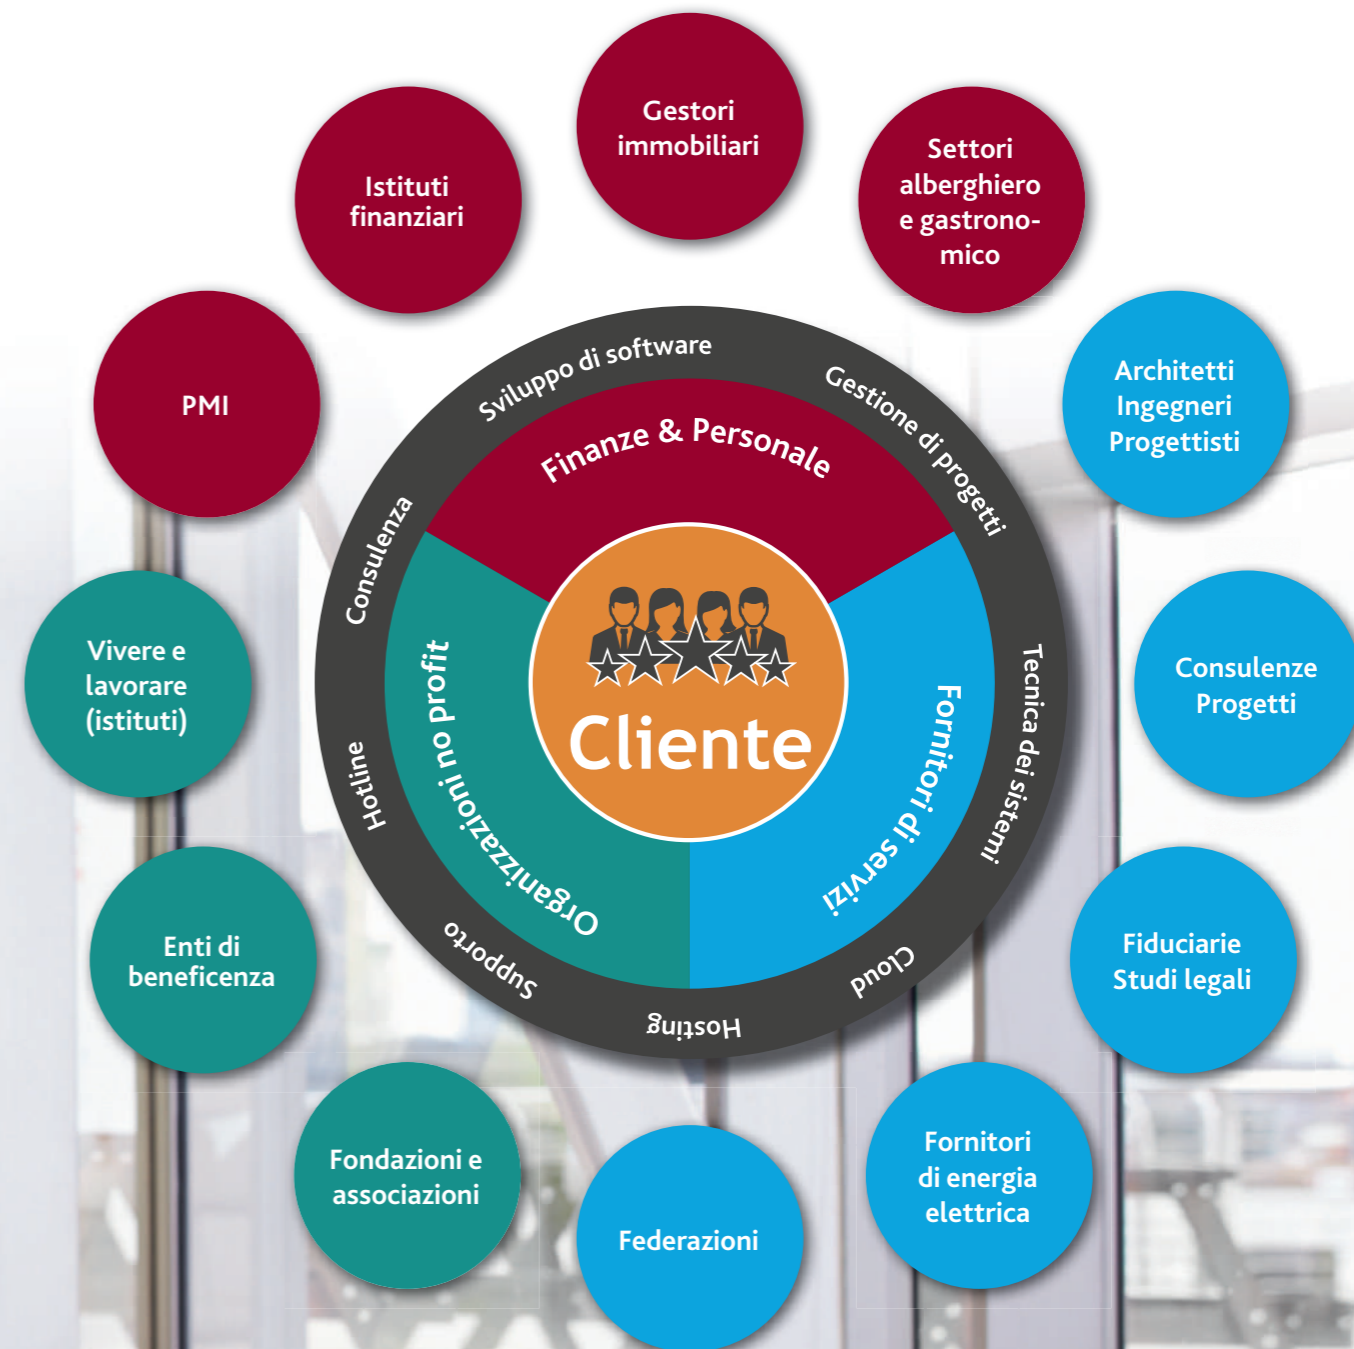 Gestori
immobiliari
Istituti
finanziari
Settori
alberghiero
e gastrono-
mico
PMI
Architetti
Ingegneri
Progettisti
Vivere e
lavorare
(istituti)
Consulenze
Progetti
Enti di
beneficenza
Fiduciarie
Studi legali
Fondazioni e
associazioni
Federazioni
Fornitori
di energia
elettrica
Sviluppo di software
Gestione di progetti
Tecnica dei sistemi
Cloud
Hosting
Supporto
Hotline
Consulenza
Finanze & Personale
Fornitori di servizi
Organizzazioni no profit
Cliente